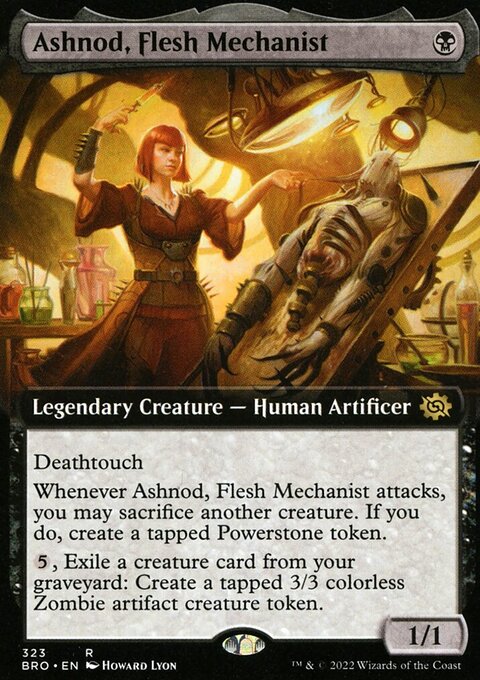 Ashnod, Flesh Mechanist
Legendary Creature — Human Artificer
Deathtouch
Whenever Ashnod, Flesh Mechanist attacks,
you may sacrifice another creature. If you
do, create a tapped Powerstone token.
5, Exile a creature card from your
graveyard: Create a tapped 3/3 colorless
Zombie artifact creature token.
1/1
323 R
BRO • EN Howard Lyon
™ & © 2022 Wizards of the Coast